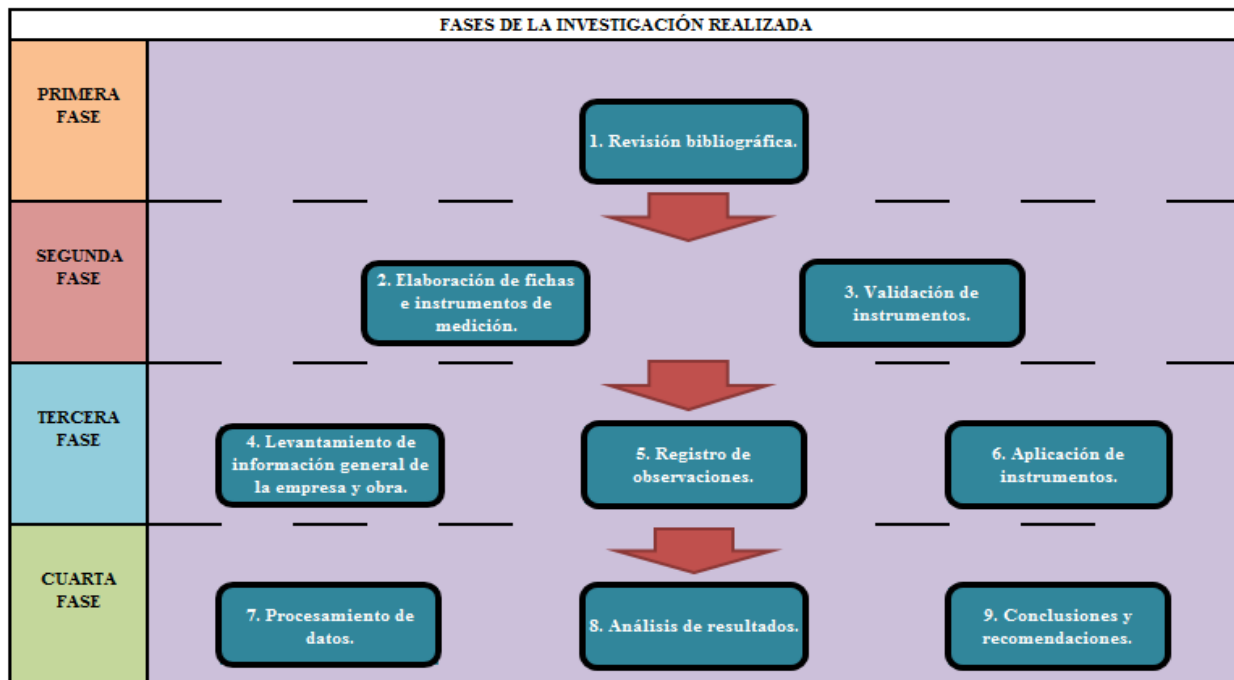 FASES DE LA INVESTIGACIÓN REALIZADA
PRIMERA
FASE
1. Revisión bibliográfica.
SEGUNDA
FASE
2. Elaboración de fichas
e instrumentos de
medición.
3. Validación de
instrumentos.
TERCERA
FASE
4. Levantamiento de
información general de
la empresa y obra.
5. Registro de
observaciones.
6. Aplicación de
instrumentos.
CUARTA
FASE
7. Procesamiento de
datos.
8. Análisis de resultados.
9. Conclusiones y
recomendaciones.